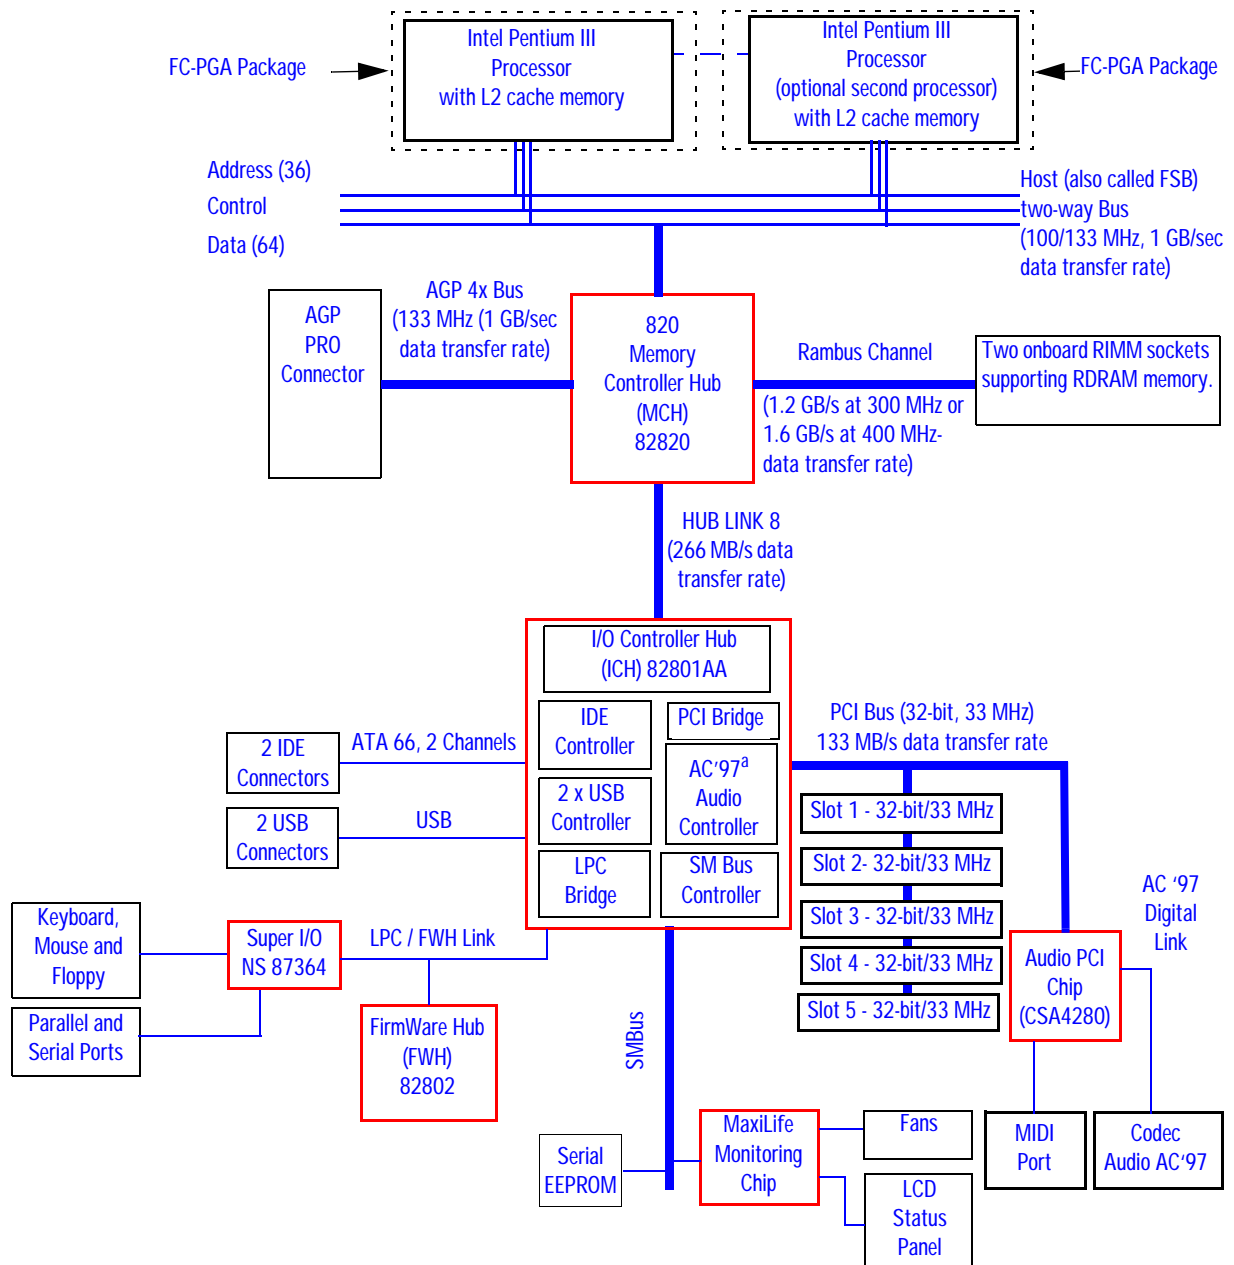 Intel Pentium III
Processor
with L2 cache memory
Intel Pentium III
Processor
(optional second processor)
with L2 cache memory
FC-PGA Package
FC-PGA Package
Address (36)
Control
Data (64)
Host (also called FSB)
two-way Bus
(100/133 MHz, 1 GB/sec
data transfer rate)
AGP 4x Bus
(133 MHz (1 GB/sec
data transfer rate)
AGP
PRO
Connector
820
Memory
Controller Hub
(MCH)
82820
Rambus Channel
(1.2 GB/s at 300 MHz or
1.6 GB/s at 400 MHz-
data transfer rate)
Two onboard RIMM sockets
supporting RDRAM memory.
HUB LINK 8
(266 MB/s data
transfer rate)
I/O Controller Hub
(ICH) 82801AA
IDE
Controller
PCI Bridge
AC'97a
Audio
Controller
2 x USB
Controller
LPC
Bridge
SM Bus
Controller
PCI Bus (32-bit, 33 MHz)
133 MB/s data transfer rate
ATA 66, 2 Channels
2 IDE
Connectors
USB
2 USB
Connectors
Slot 1 - 32-bit/33 MHz
Slot 2- 32-bit/33 MHz
Slot 3 - 32-bit/33 MHz
Slot 4 - 32-bit/33 MHz
Slot 5 - 32-bit/33 MHz
AC ‘97
Digital
Link
Keyboard,
Mouse and
Floppy
Super I/O
NS 87364
LPC / FWH Link
Parallel and
Serial Ports
FirmWare Hub
(FWH)
82802
Audio PCI
Chip
(CSA4280)
SMBus
Serial
EEPROM
MaxiLife
Monitoring
Chip
Fans
LCD
Status
Panel
MIDI
Port
Codec
Audio AC‘97